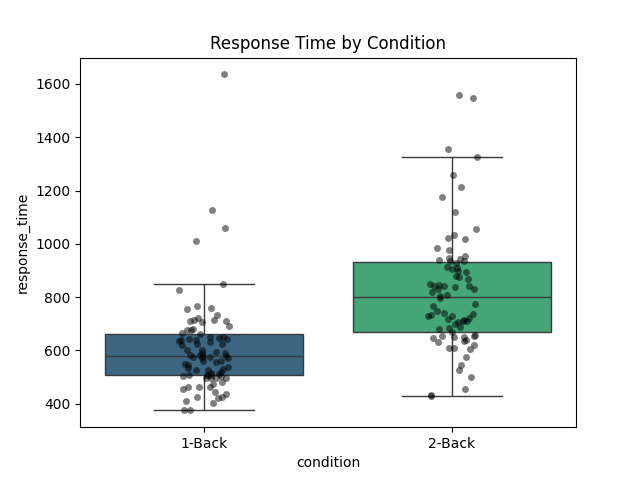 Response Time by Condition
1600
1400
1200
1000
800
600
400
response_time
1-Back
2-Back
condition